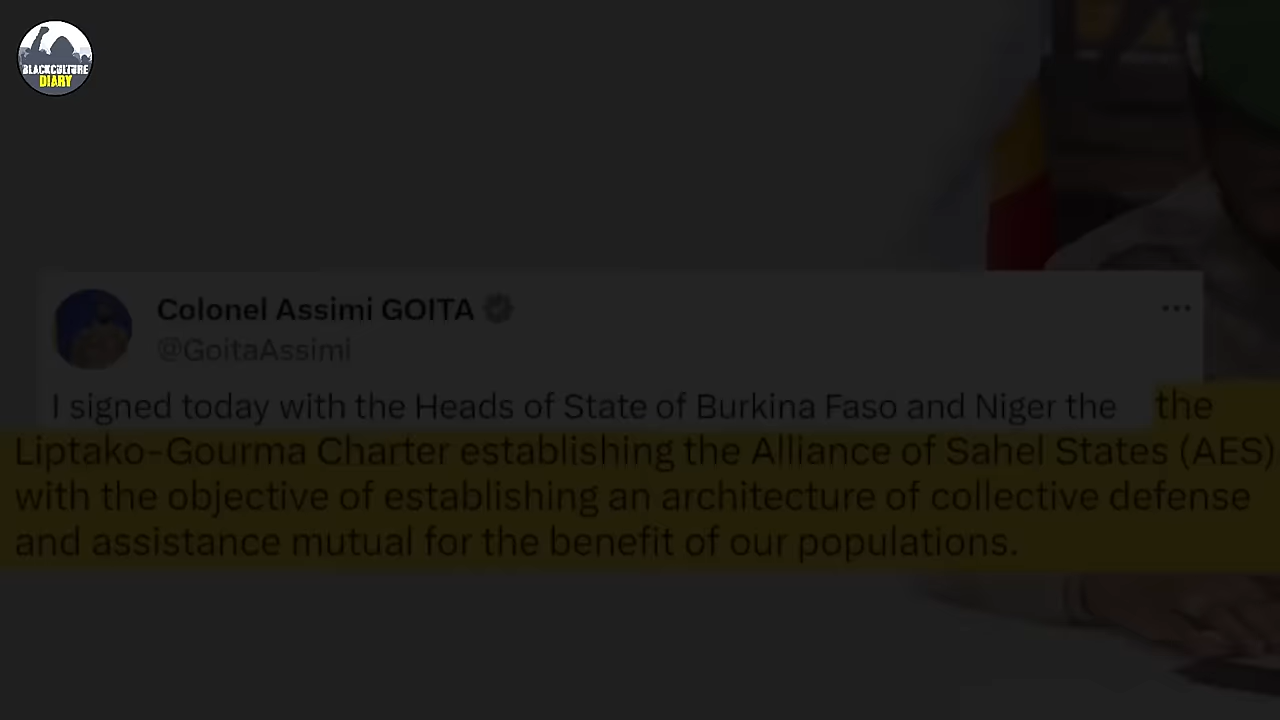 BLACKCULTURE
DIARY
Colonel Assimi GOITA
@GoitaAssimi
I signed today with the Heads of State of Burkina Faso and Niger the the
Liptako-Gourma Charter establishing the Alliance of Sahel States (AES)
with the objective of establishing an architecture of collective defense
and assistance mutual for the benefit of our populations.